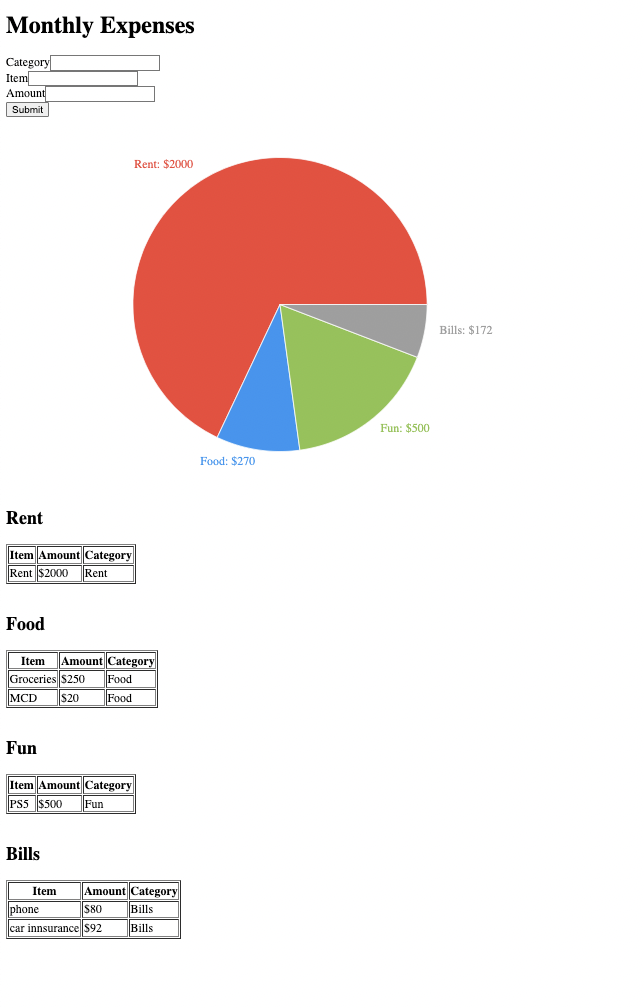 Monthly Expenses
Category
Item
Amount
Submit
Rent: $2000
Bills: $172
Fun: $500
Food: $270
Rent
Item Amount Category
Rent $2000 Rent
Food
Item Amount Category
Groceries $250 Food
MCD $20 Food
Fun
Item Amount Category
PS5 $500 Fun
Bills
Item Amount Category
phone $80 Bills
car innsurance $92 Bills